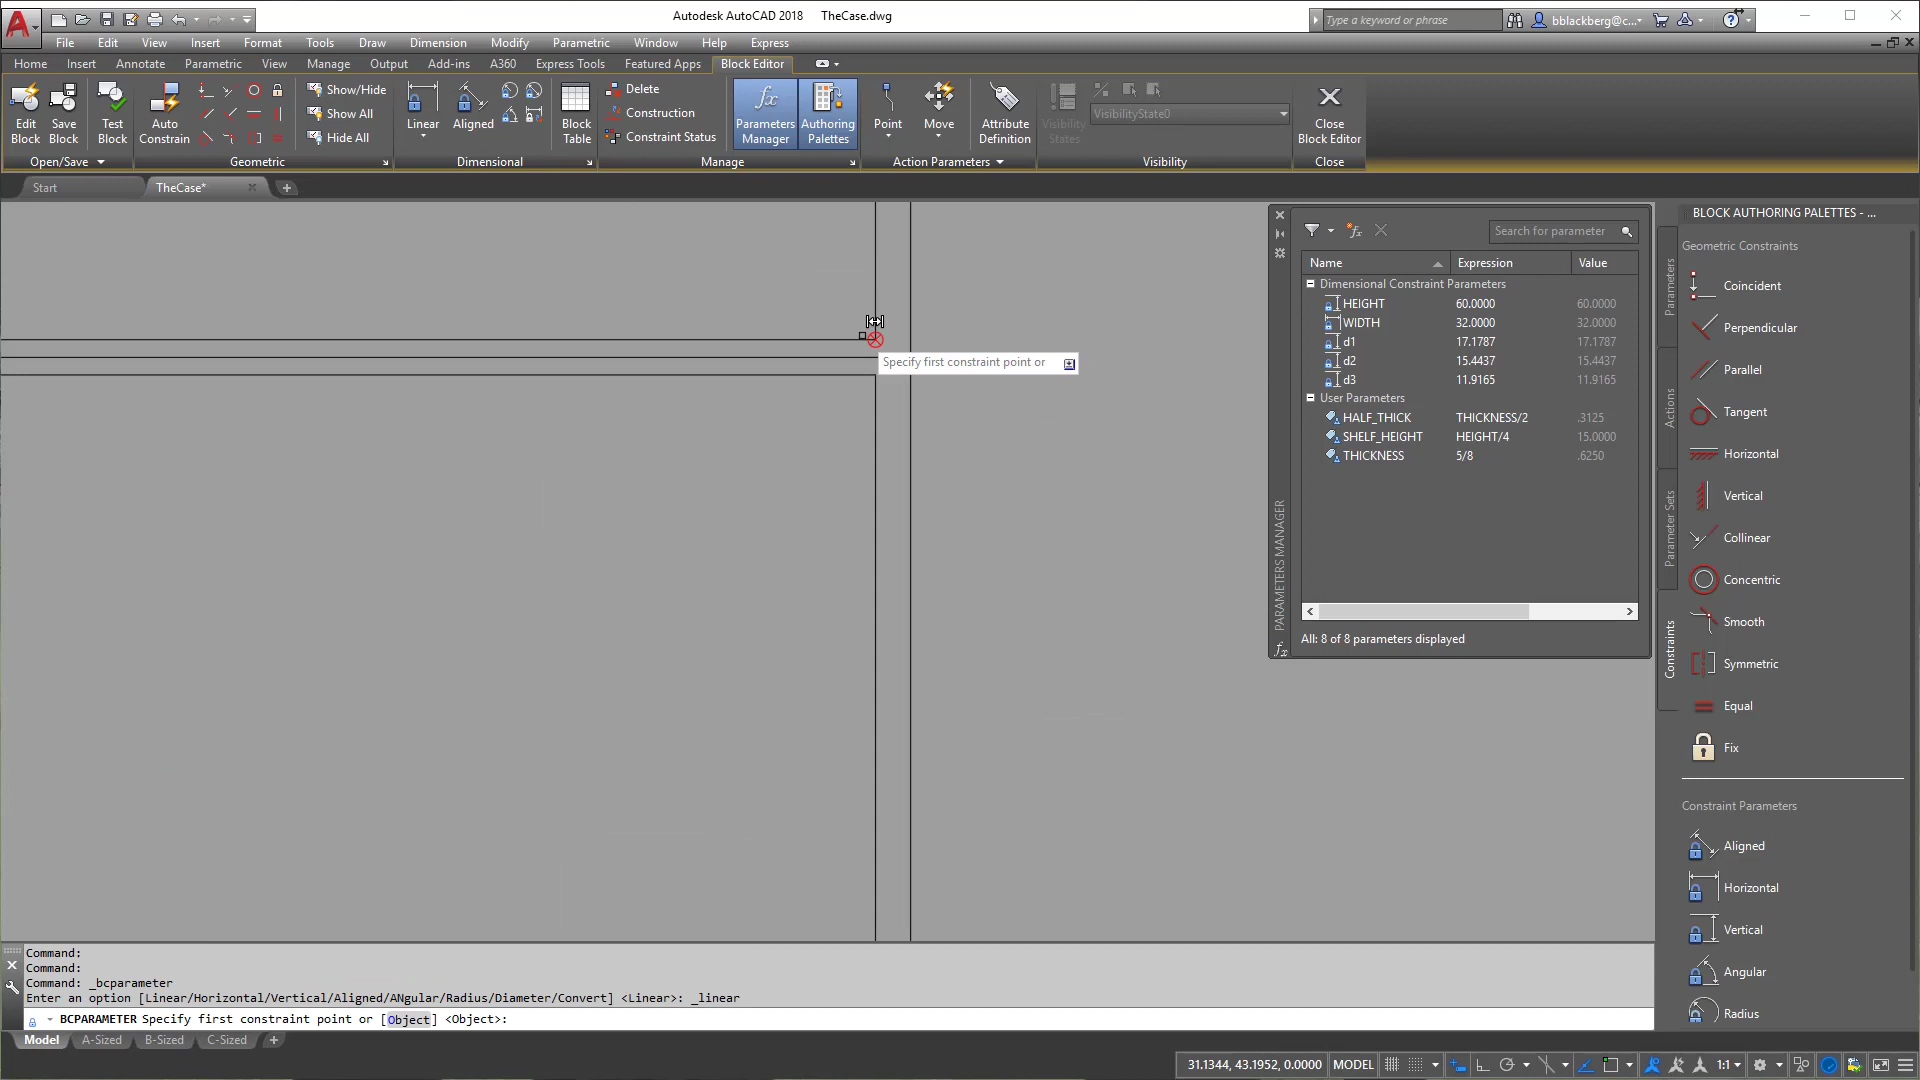 Autodesk AutoCAD 2018 TheCase.dwg
Type a keyword or phrase
bblackberg@c...
File Edit View Insert Format Tools Draw Dimension Modify Parametric Window Help Express
Home Insert Annotate Parametric View Manage Output Add-ins A360 Express Tools Featured Apps Block Editor
Edit Block
Save Block
Test Block
Auto Constrain
Show/Hide
Show All
Hide All
Linear
Aligned
Block Table
Delete
Construction
Constraint Status
fx
Parameters Manager
Authoring Palettes
Point
Move
Attribute Definition
Visibility States
VisibilityState0
Close Block Editor
Open/Save Geometric Dimensional Manage Action Parameters Visibility Close
Start TheCase*
Specify first constraint point or
PARAMETERS MANAGER
fx
Search for parameter
Name Expression Value
Dimensional Constraint Parameters
HEIGHT 60.0000 60.0000
WIDTH 32.0000 32.0000
d1 17.1787 17.1787
d2 15.4437 15.4437
d3 11.9165 11.9165
User Parameters
HALF_THICK THICKNESS/2 .3125
SHELF_HEIGHT HEIGHT/4 15.0000
THICKNESS 5/8 .6250
All: 8 of 8 parameters displayed
BLOCK AUTHORING PALETTES - ...
Parameters
Actions
Parameter Sets
Constraints
Geometric Constraints
Coincident
Perpendicular
Parallel
Tangent
Horizontal
Vertical
Collinear
Concentric
Smooth
Symmetric
Equal
Fix
Constraint Parameters
Aligned
Horizontal
Vertical
Angular
Radius
Command:
Command:
Command: _bcparameter
Enter an option [Linear/Horizontal/Vertical/Aligned/ANgular/Radius/Diameter/Convert] <Linear>: _linear
BCPARAMETER Specify first constraint point or [Object] <Object>:
Model A-Sized B-Sized C-Sized
31.1344, 43.1952, 0.0000 MODEL 1:1